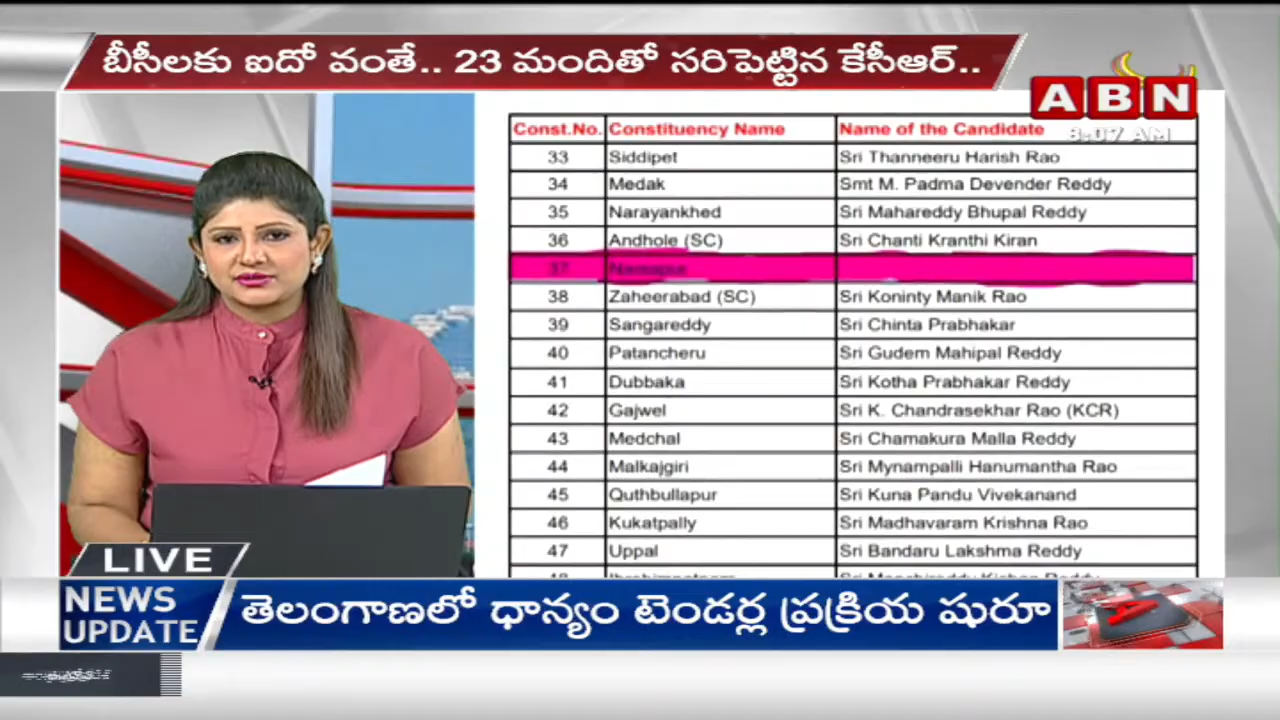 బీసీలకు ఐదో వంతే.. 23 మందితో సరిపెట్టిన కేసీఆర్..
ABN
8:07 AM
Const.No. Constituency Name Name of the Candidate
33 Siddipet Sri Thanneeru Harish Rao
34 Medak Smt M. Padma Devender Reddy
35 Narayankhed Sri Mahareddy Bhupal Reddy
36 Andhole (SC) Sri Chanti Kranthi Kiran
37 Narsapur
38 Zaheerabad (SC) Sri Koninty Manik Rao
39 Sangareddy Sri Chinta Prabhakar
40 Patancheru Sri Gudem Mahipal Reddy
41 Dubbaka Sri Kotha Prabhakar Reddy
42 Gajwel Sri K. Chandrasekhar Rao (KCR)
43 Medchal Sri Chamakura Malla Reddy
44 Malkajgiri Sri Mynampalli Hanumantha Rao
45 Quthbullapur Sri Kuna Pandu Vivekanand
46 Kukatpally Sri Madhavaram Krishna Rao
47 Uppal Sri Bandaru Lakshma Reddy
LIVE
NEWS UPDATE
తెలంగాణలో ధాన్యం టెండర్ల ప్రక్రియ షురూ